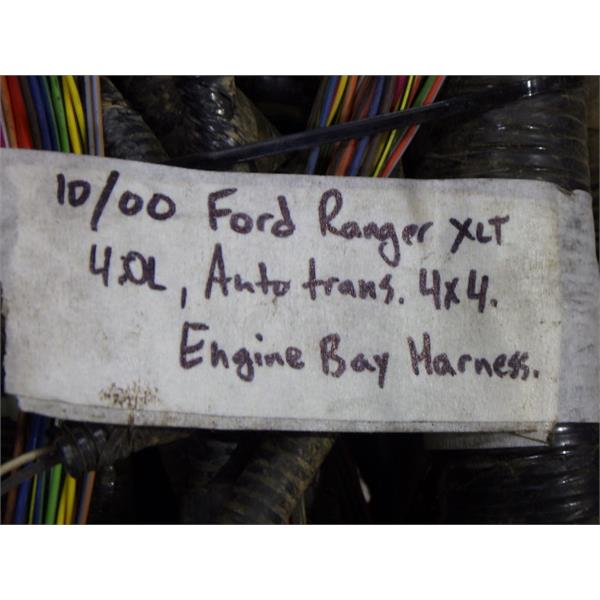 10/00 Ford Ranger XLT
4.0L, Auto trans. 4x4.
Engine Bay Harness.